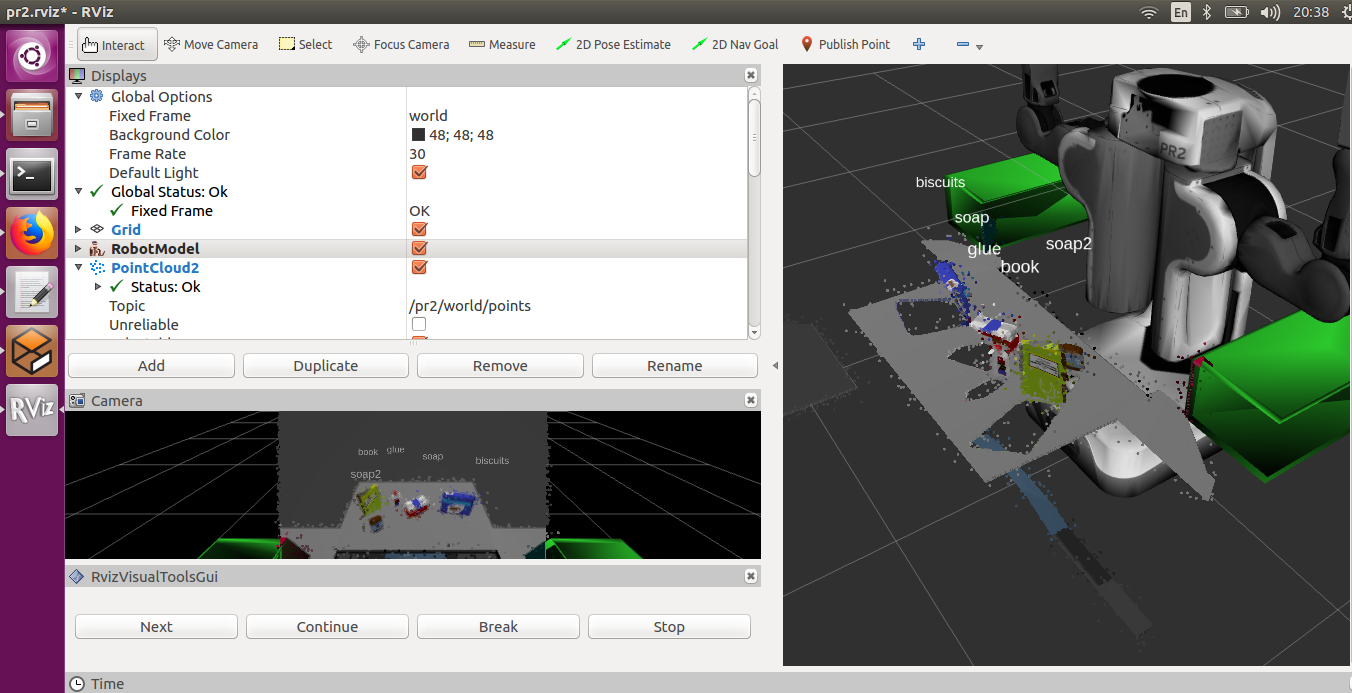 pr2.rviz* - RViz
En
20:38
Interact
Move Camera
Select
Focus Camera
Measure
2D Pose Estimate
2D Nav Goal
Publish Point
Displays
Global Options
Fixed Frame
world
Background Color
48; 48; 48
Frame Rate
30
Default Light
Global Status: Ok
Fixed Frame
OK
Grid
RobotModel
PointCloud2
Status: Ok
Topic
/pr2/world/points
Unreliable
Add
Duplicate
Remove
Rename
Camera
book
glue
soap
biscuits
soap2
RvizVisualToolsGui
Next
Continue
Break
Stop
Time
RViz
PR2
biscuits
soap
glue
soap2
book